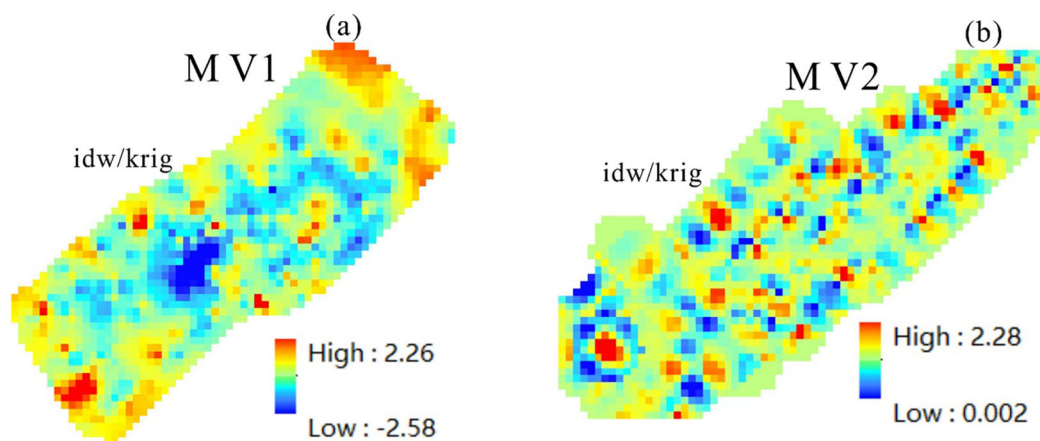 (a)
M V1
idw/krig
High : 2.26
Low : -2.58
(b)
M V2
idw/krig
High : 2.28
Low : 0.002